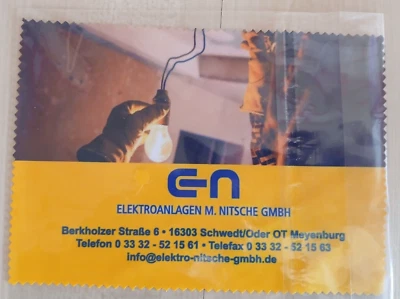 en
ELEKTROANLAGEN M. NITSCHE GMBH
Berkholzer Straße 6 • 16303 Schwedt/Oder OT Meyenburg
Telefon 0 33 32 - 52 15 61 • Telefax 0 33 32 - 52 15 63
info@elektro-nitsche-gmbh.de